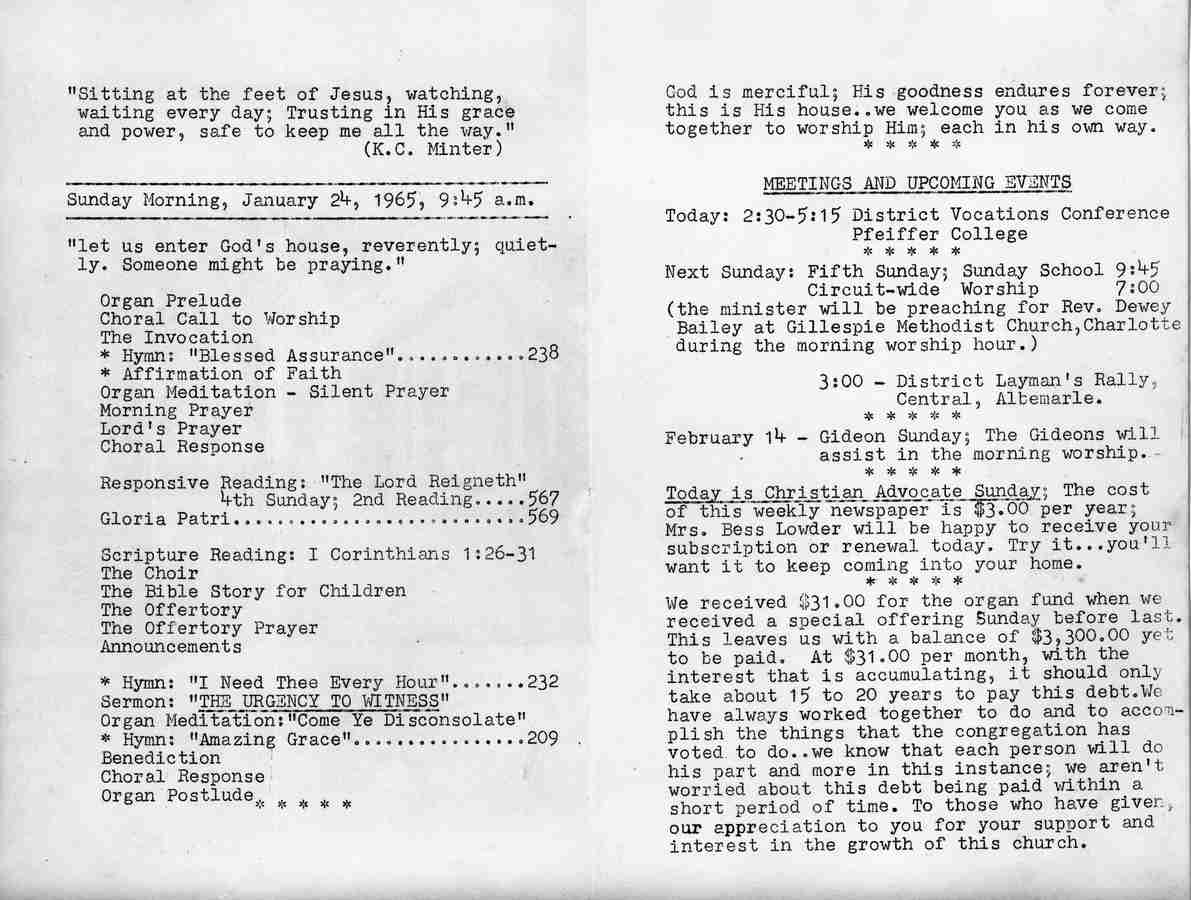 "Sitting at the feet of Jesus, watching,
waiting every day; Trusting in His grace
and power, safe to keep me all the way."
(K.C. Minter)
Sunday Morning, January 24, 1965, 9:45 a.m.
"let us enter God's house, reverently; quiet-
ly. Someone might be praying."
Organ Prelude
Choral Call to Worship
The Invocation
* Hymn: "Blessed Assurance"............238
* Affirmation of Faith
Organ Meditation - Silent Prayer
Morning Prayer
Lord's Prayer
Choral Response
Responsive Reading: "The Lord Reigneth"
4th Sunday; 2nd Reading.....567
Gloria Patri...........................569
Scripture Reading: I Corinthians 1:26-31
The Choir
The Bible Story for Children
The Offertory
The Offertory Prayer
Announcements
* Hymn: "I Need Thee Every Hour".......232
Sermon: "THE URGENCY TO WITNESS"
Organ Meditation:"Come Ye Disconsolate"
* Hymn: "Amazing Grace"................209
Benediction
Choral Response
Organ Postlude
* * * * *
God is merciful; His goodness endures forever;
this is His house..we welcome you as we come
together to worship Him; each in his own way.
* * * * *
MEETINGS AND UPCOMING EVENTS
Today: 2:30-5:15 District Vocations Conference
Pfeiffer College
* * * * *
Next Sunday: Fifth Sunday; Sunday School 9:45
Circuit-wide Worship 7:00
(the minister will be preaching for Rev. Dewey
Bailey at Gillespie Methodist Church,Charlotte
during the morning worship hour.)
3:00 - District Layman's Rally,
Central, Albemarle.
* * * * *
February 14 - Gideon Sunday; The Gideons will
assist in the morning worship.
* * * * *
Today is Christian Advocate Sunday; The cost
of this weekly newspaper is $3.00 per year;
Mrs. Bess Lowder will be happy to receive your
subscription or renewal today. Try it...you'll
want it to keep coming into your home.
* * * * *
We received $31.00 for the organ fund when we
received a special offering Sunday before last.
This leaves us with a balance of $3,300.00 yet
to be paid. At $31.00 per month, with the
interest that is accumulating, it should only
take about 15 to 20 years to pay this debt.We
have always worked together to do and to accom-
plish the things that the congregation has
voted to do..we know that each person will do
his part and more in this instance; we aren't
worried about this debt being paid within a
short period of time. To those who have given,
our appreciation to you for your support and
interest in the growth of this church.